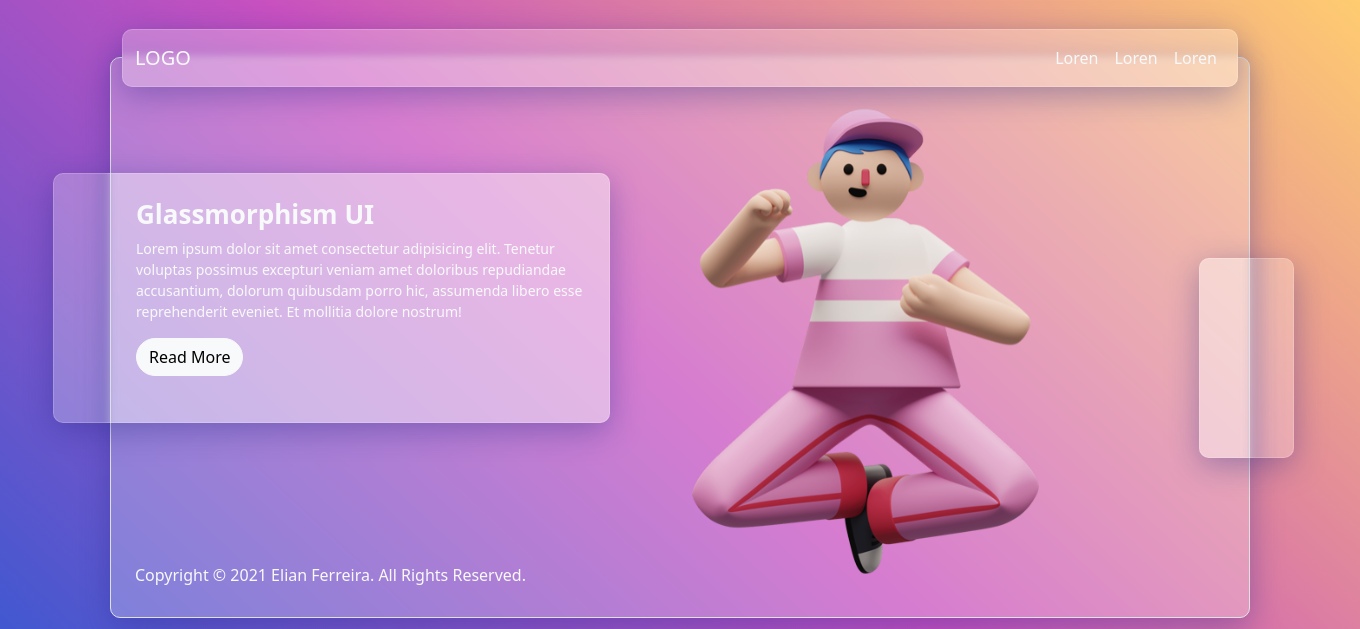 LOGO
Loren Loren Loren
Glassmorphism UI
Lorem ipsum dolor sit amet consectetur adipisicing elit. Tenetur
voluptas possimus excepturi veniam amet doloribus repudiandae
accusantium, dolorum quibusdam porro hic, assumenda libero esse
reprehenderit eveniet. Et mollitia dolore nostrum!
Read More
Copyright © 2021 Elian Ferreira. All Rights Reserved.